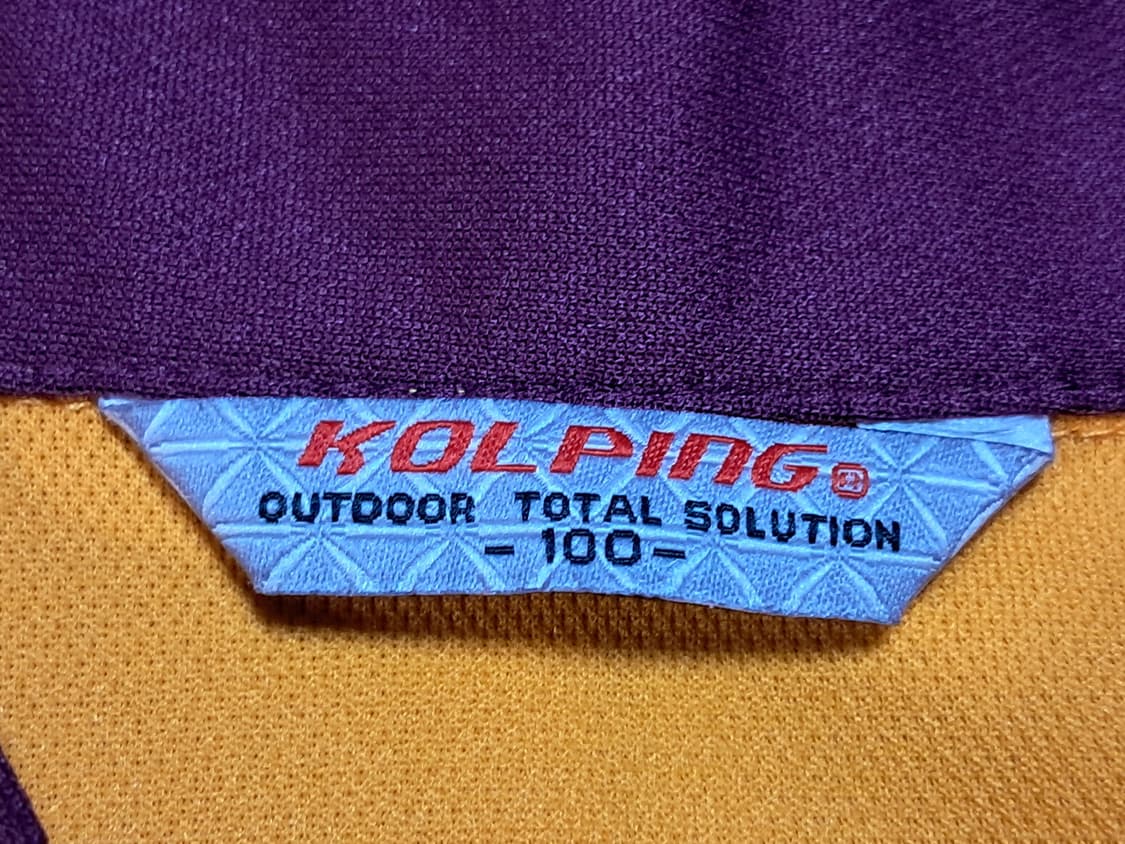 KOLPING®
OUTDOOR TOTAL SOLUTION
- 100 -